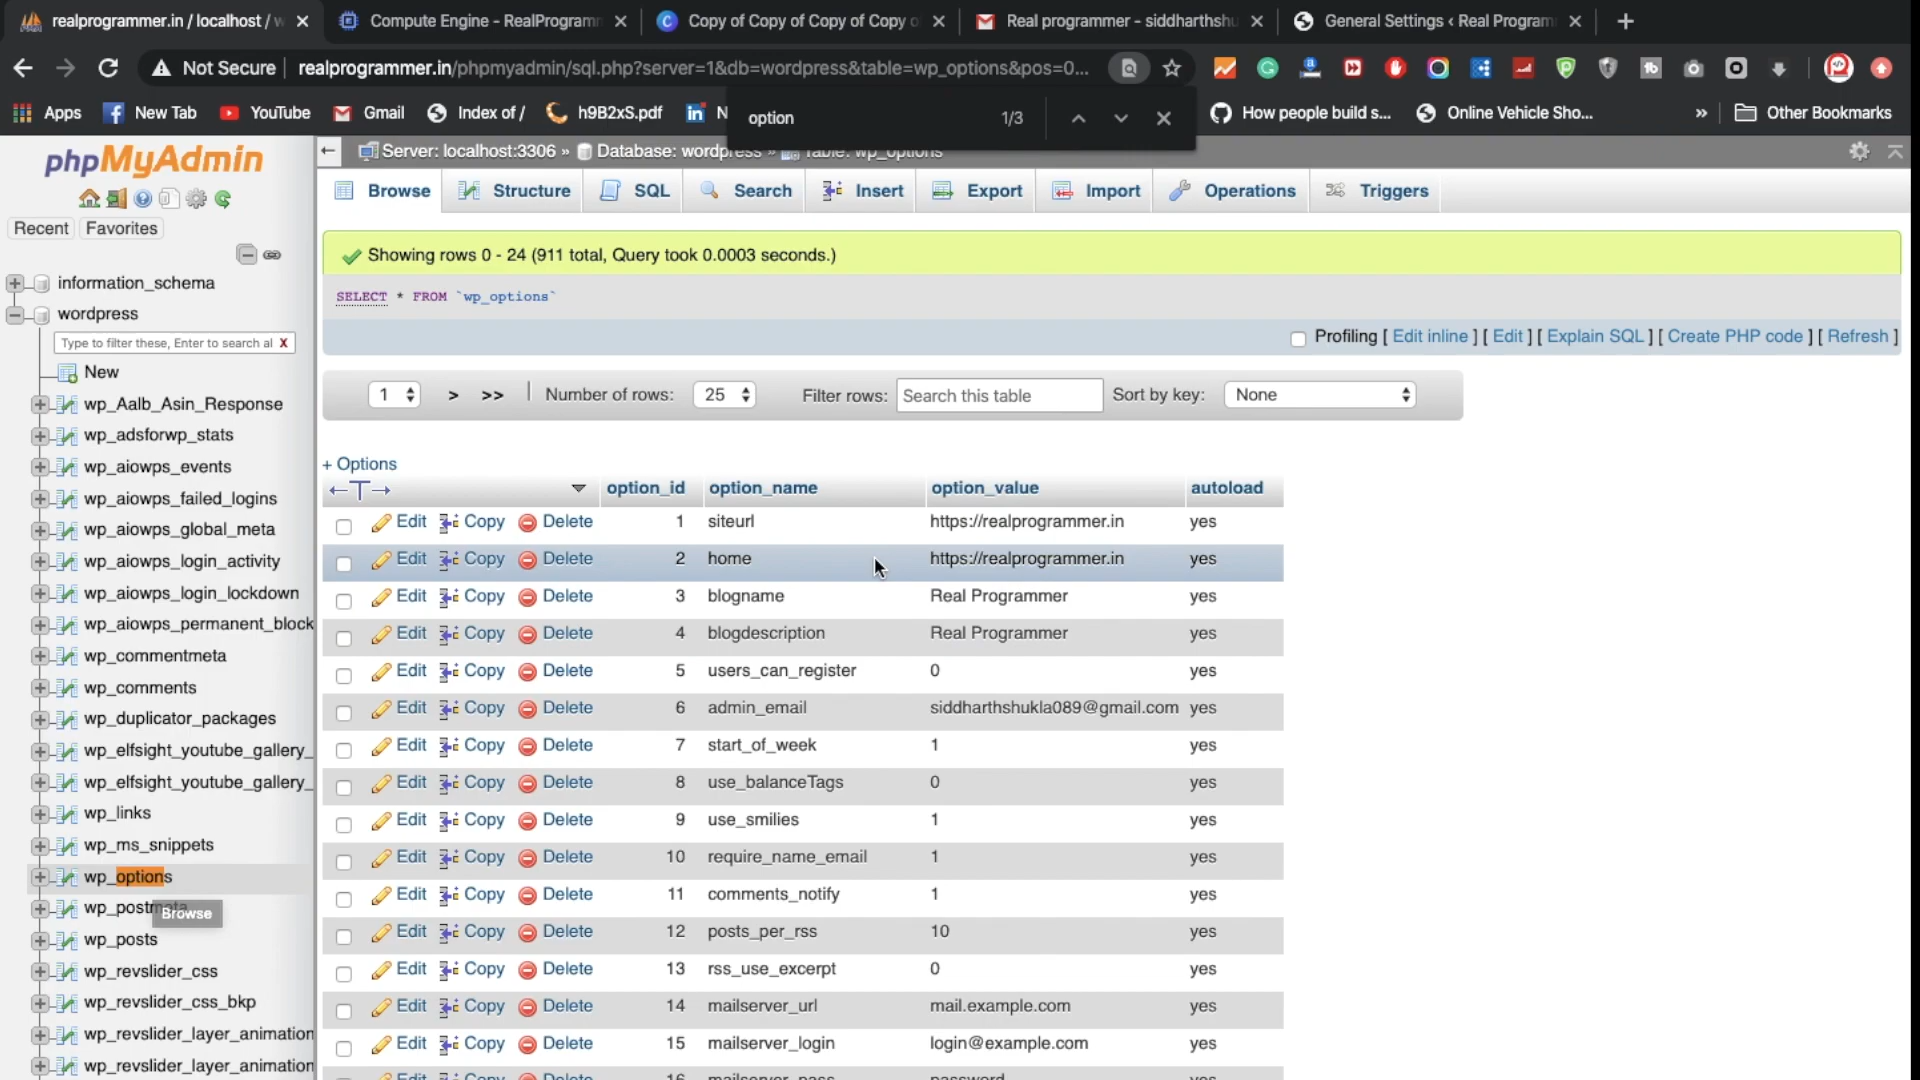 realprogrammer.in / localhost / w
Compute Engine - RealProgramm
Copy of Copy of Copy of Copy o
Real programmer - siddharthshu
General Settings ‹ Real Program
Not Secure realprogrammer.in/phpmyadmin/sql.php?server=1&db=wordpress&table=wp_options&pos=0...
Apps New Tab YouTube Gmail Index of / h9B2xS.pdf N How people build s... Online Vehicle Sho... » Other Bookmarks
option 1/3
phpMyAdmin
Recent Favorites
information_schema
wordpress
Type to filter these, Enter to search al X
New
wp_Aalb_Asin_Response
wp_adsforwp_stats
wp_aiowps_events
wp_aiowps_failed_logins
wp_aiowps_global_meta
wp_aiowps_login_activity
wp_aiowps_login_lockdown
wp_aiowps_permanent_block
wp_commentmeta
wp_comments
wp_duplicator_packages
wp_elfsight_youtube_gallery_
wp_elfsight_youtube_gallery_
wp_links
wp_ms_snippets
wp_options
wp_postmeta
Browse
wp_posts
wp_revslider_css
wp_revslider_css_bkp
wp_revslider_layer_animation
wp_revslider_layer_animation
Server: localhost:3306 » Database: wordpress » Table: wp_options
Browse Structure SQL Search Insert Export Import Operations Triggers
Showing rows 0 - 24 (911 total, Query took 0.0003 seconds.)
SELECT * FROM `wp_options`
Profiling [ Edit inline ] [ Edit ] [ Explain SQL ] [ Create PHP code ] [ Refresh ]
1 > >> | Number of rows: 25 Filter rows: Search this table Sort by key: None
+ Options
←T→ option_id option_name option_value autoload
Edit Copy Delete 1 siteurl https://realprogrammer.in yes
Edit Copy Delete 2 home https://realprogrammer.in yes
Edit Copy Delete 3 blogname Real Programmer yes
Edit Copy Delete 4 blogdescription Real Programmer yes
Edit Copy Delete 5 users_can_register 0 yes
Edit Copy Delete 6 admin_email siddharthshukla089@gmail.com yes
Edit Copy Delete 7 start_of_week 1 yes
Edit Copy Delete 8 use_balanceTags 0 yes
Edit Copy Delete 9 use_smilies 1 yes
Edit Copy Delete 10 require_name_email 1 yes
Edit Copy Delete 11 comments_notify 1 yes
Edit Copy Delete 12 posts_per_rss 10 yes
Edit Copy Delete 13 rss_use_excerpt 0 yes
Edit Copy Delete 14 mailserver_url mail.example.com yes
Edit Copy Delete 15 mailserver_login login@example.com yes
Edit Copy Delete 16 mailserver_pass password yes